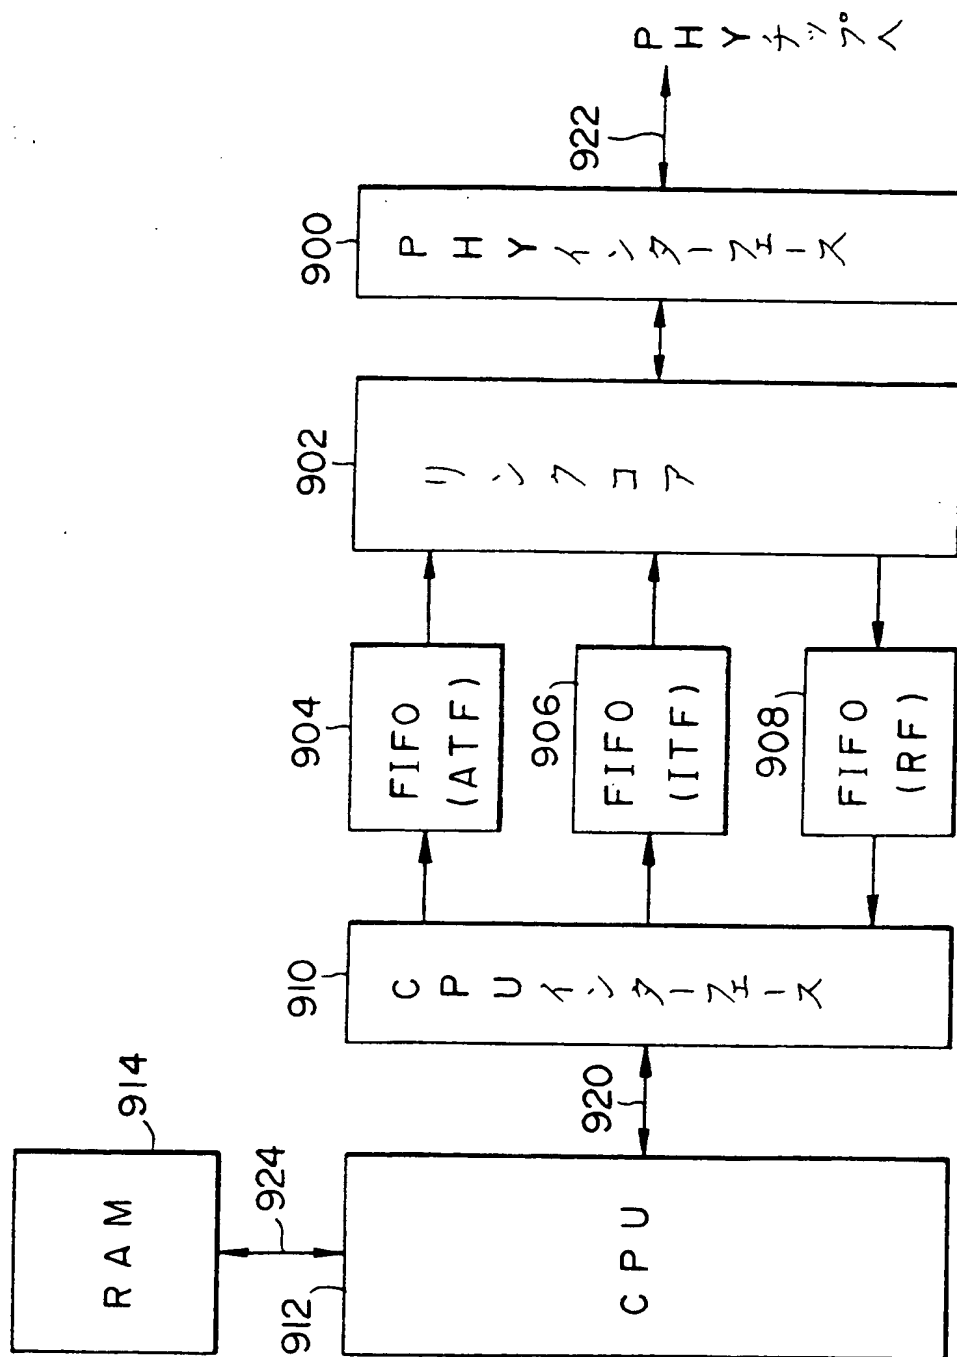 PHYチップへ
922
900
PHYインターフェース
902
リンクコア
904
FIFO
(ATF)
906
FIFO
(ITF)
908
FIFO
(RF)
910
CPUインターフェース
920
914
RAM
924
912
CPU